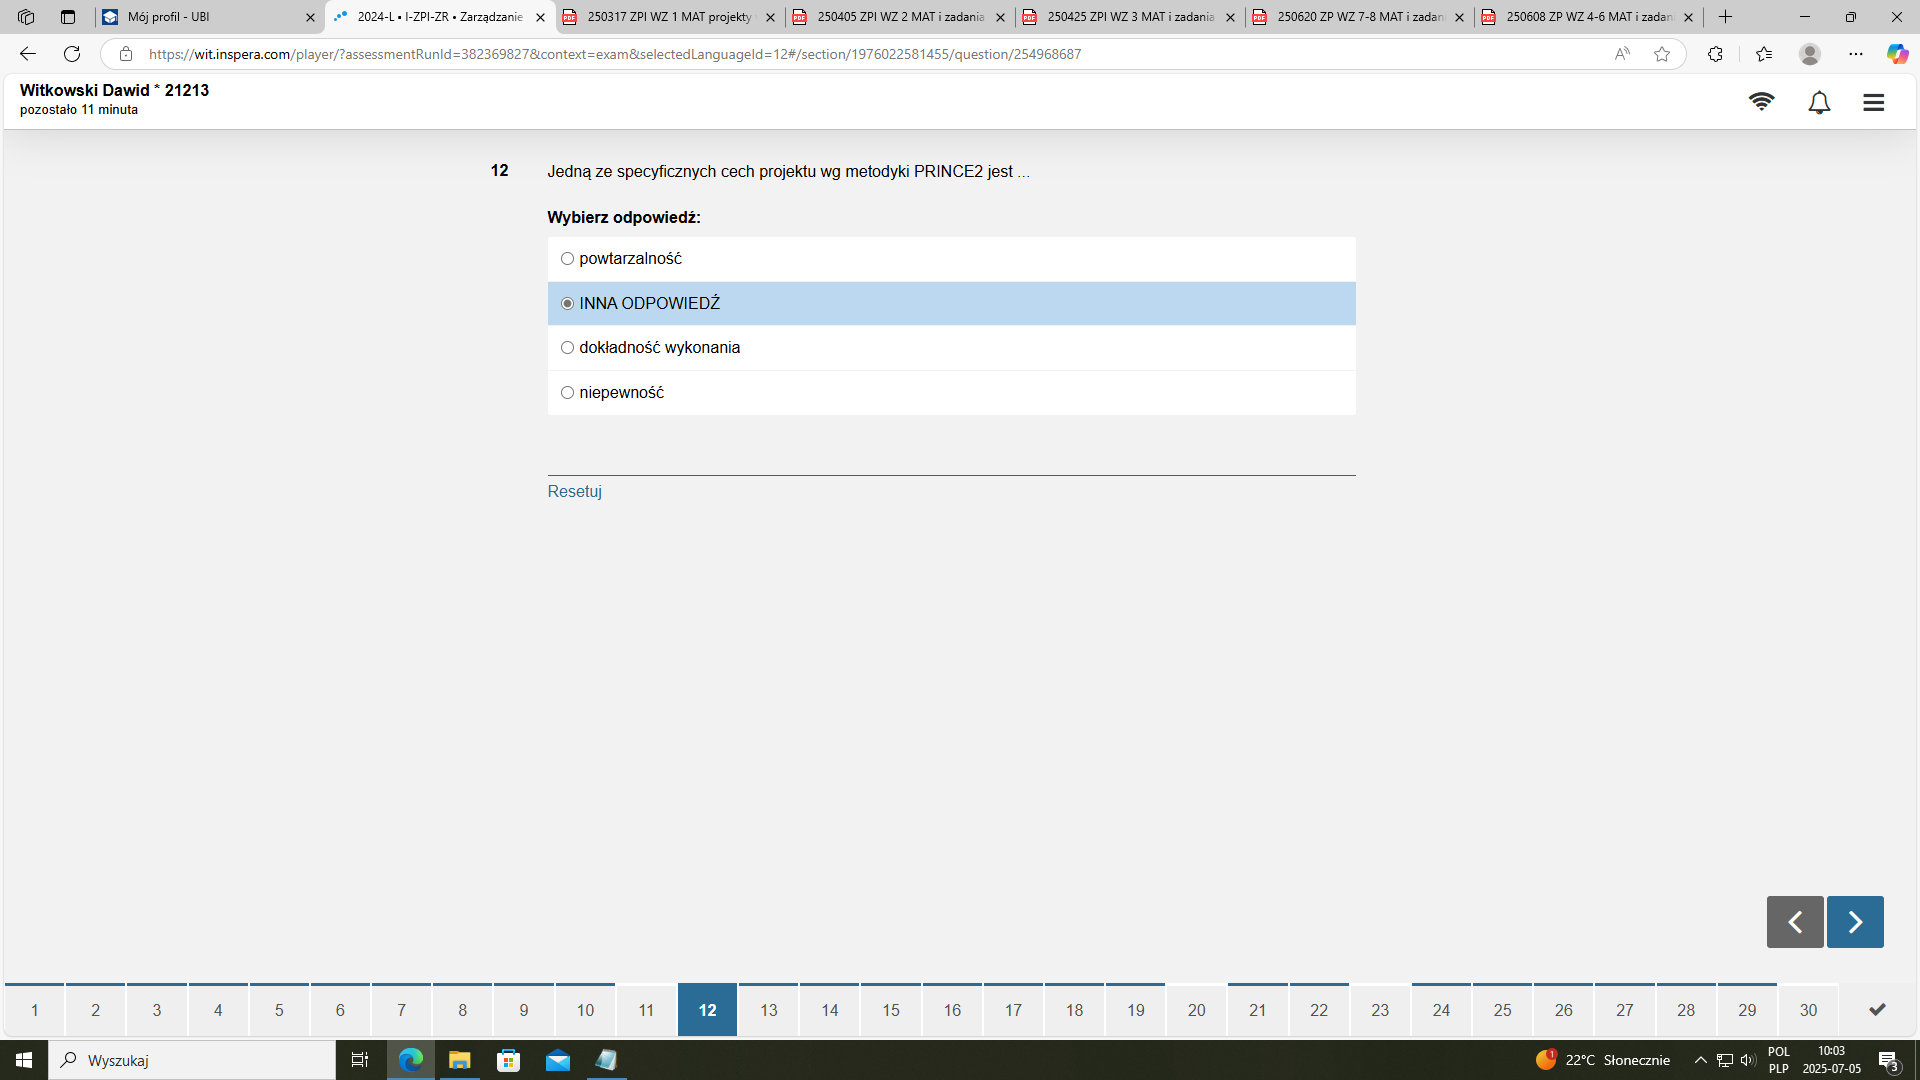 Mój profil - UBI
2024-L • I-ZPI-ZR • Zarządzanie
250317 ZPI WZ 1 MAT projekty
250405 ZPI WZ 2 MAT i zadania
250425 ZPI WZ 3 MAT i zadania
250620 ZP WZ 7-8 MAT i zadan
250608 ZP WZ 4-6 MAT i zadan
https://wit.inspera.com/player/?assessmentRunId=382369827&context=exam&selectedLanguageId=12#/section/1976022581455/question/254968687
Witkowski Dawid * 21213
pozostało 11 minuta
12
Jedną ze specyficznych cech projektu wg metodyki PRINCE2 jest ...
Wybierz odpowiedź:
powtarzalność
INNA ODPOWIEDŹ
dokładność wykonania
niepewność
Resetuj
1 2 3 4 5 6 7 8 9 10 11 12 13 14 15 16 17 18 19 20 21 22 23 24 25 26 27 28 29 30
Wyszukaj
1
22°C Słonecznie
POL
PLP
10:03
2025-07-05
3